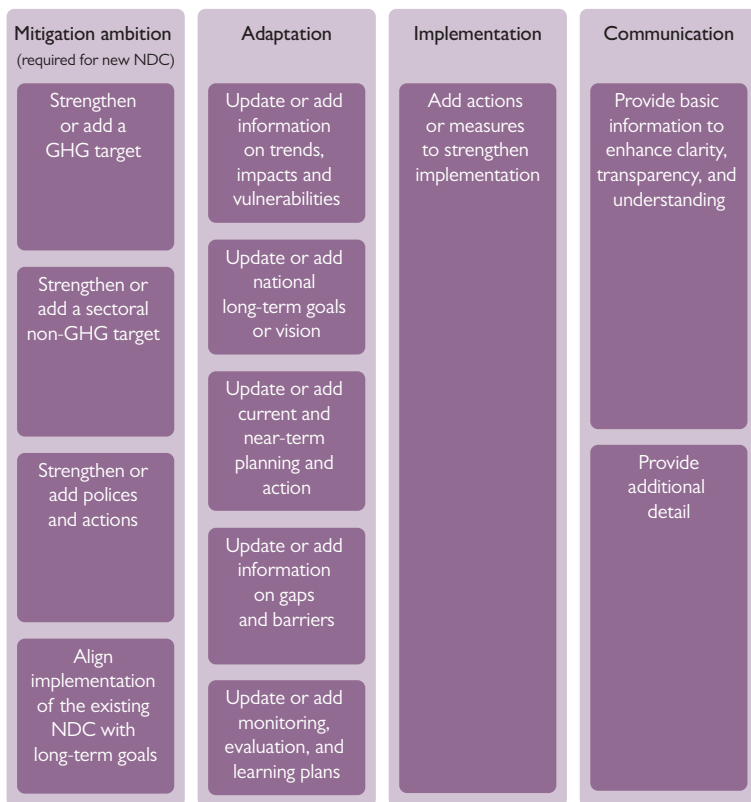 Mitigation ambition
(required for new NDC)
Strengthen
or add a
GHG target
Strengthen or
add a sectoral
non-GHG target
Strengthen or
add polices
and actions
Align
implementation
of the existing
NDC with
long-term goals
Adaptation
Update or add
information
on trends,
impacts and
vulnerabilities
Update or add
national
long-term goals
or vision
Update or add
current and
near-term
planning and
action
Update or add
information
on gaps
and barriers
Update or add
monitoring,
evaluation, and
learning plans
Implementation
Add actions
or measures
to strengthen
implementation
Communication
Provide basic
information to
enhance clarity,
transparency, and
understanding
Provide
additional
detail